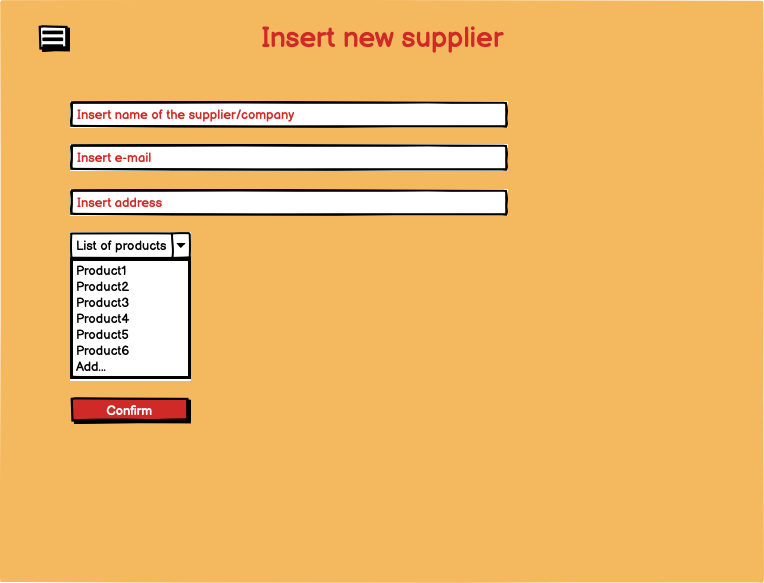 Insert new supplier
Insert name of the supplier/company
Insert e-mail
Insert address
List of products
Product1
Product2
Product3
Product4
Product5
Product6
Add...
Confirm